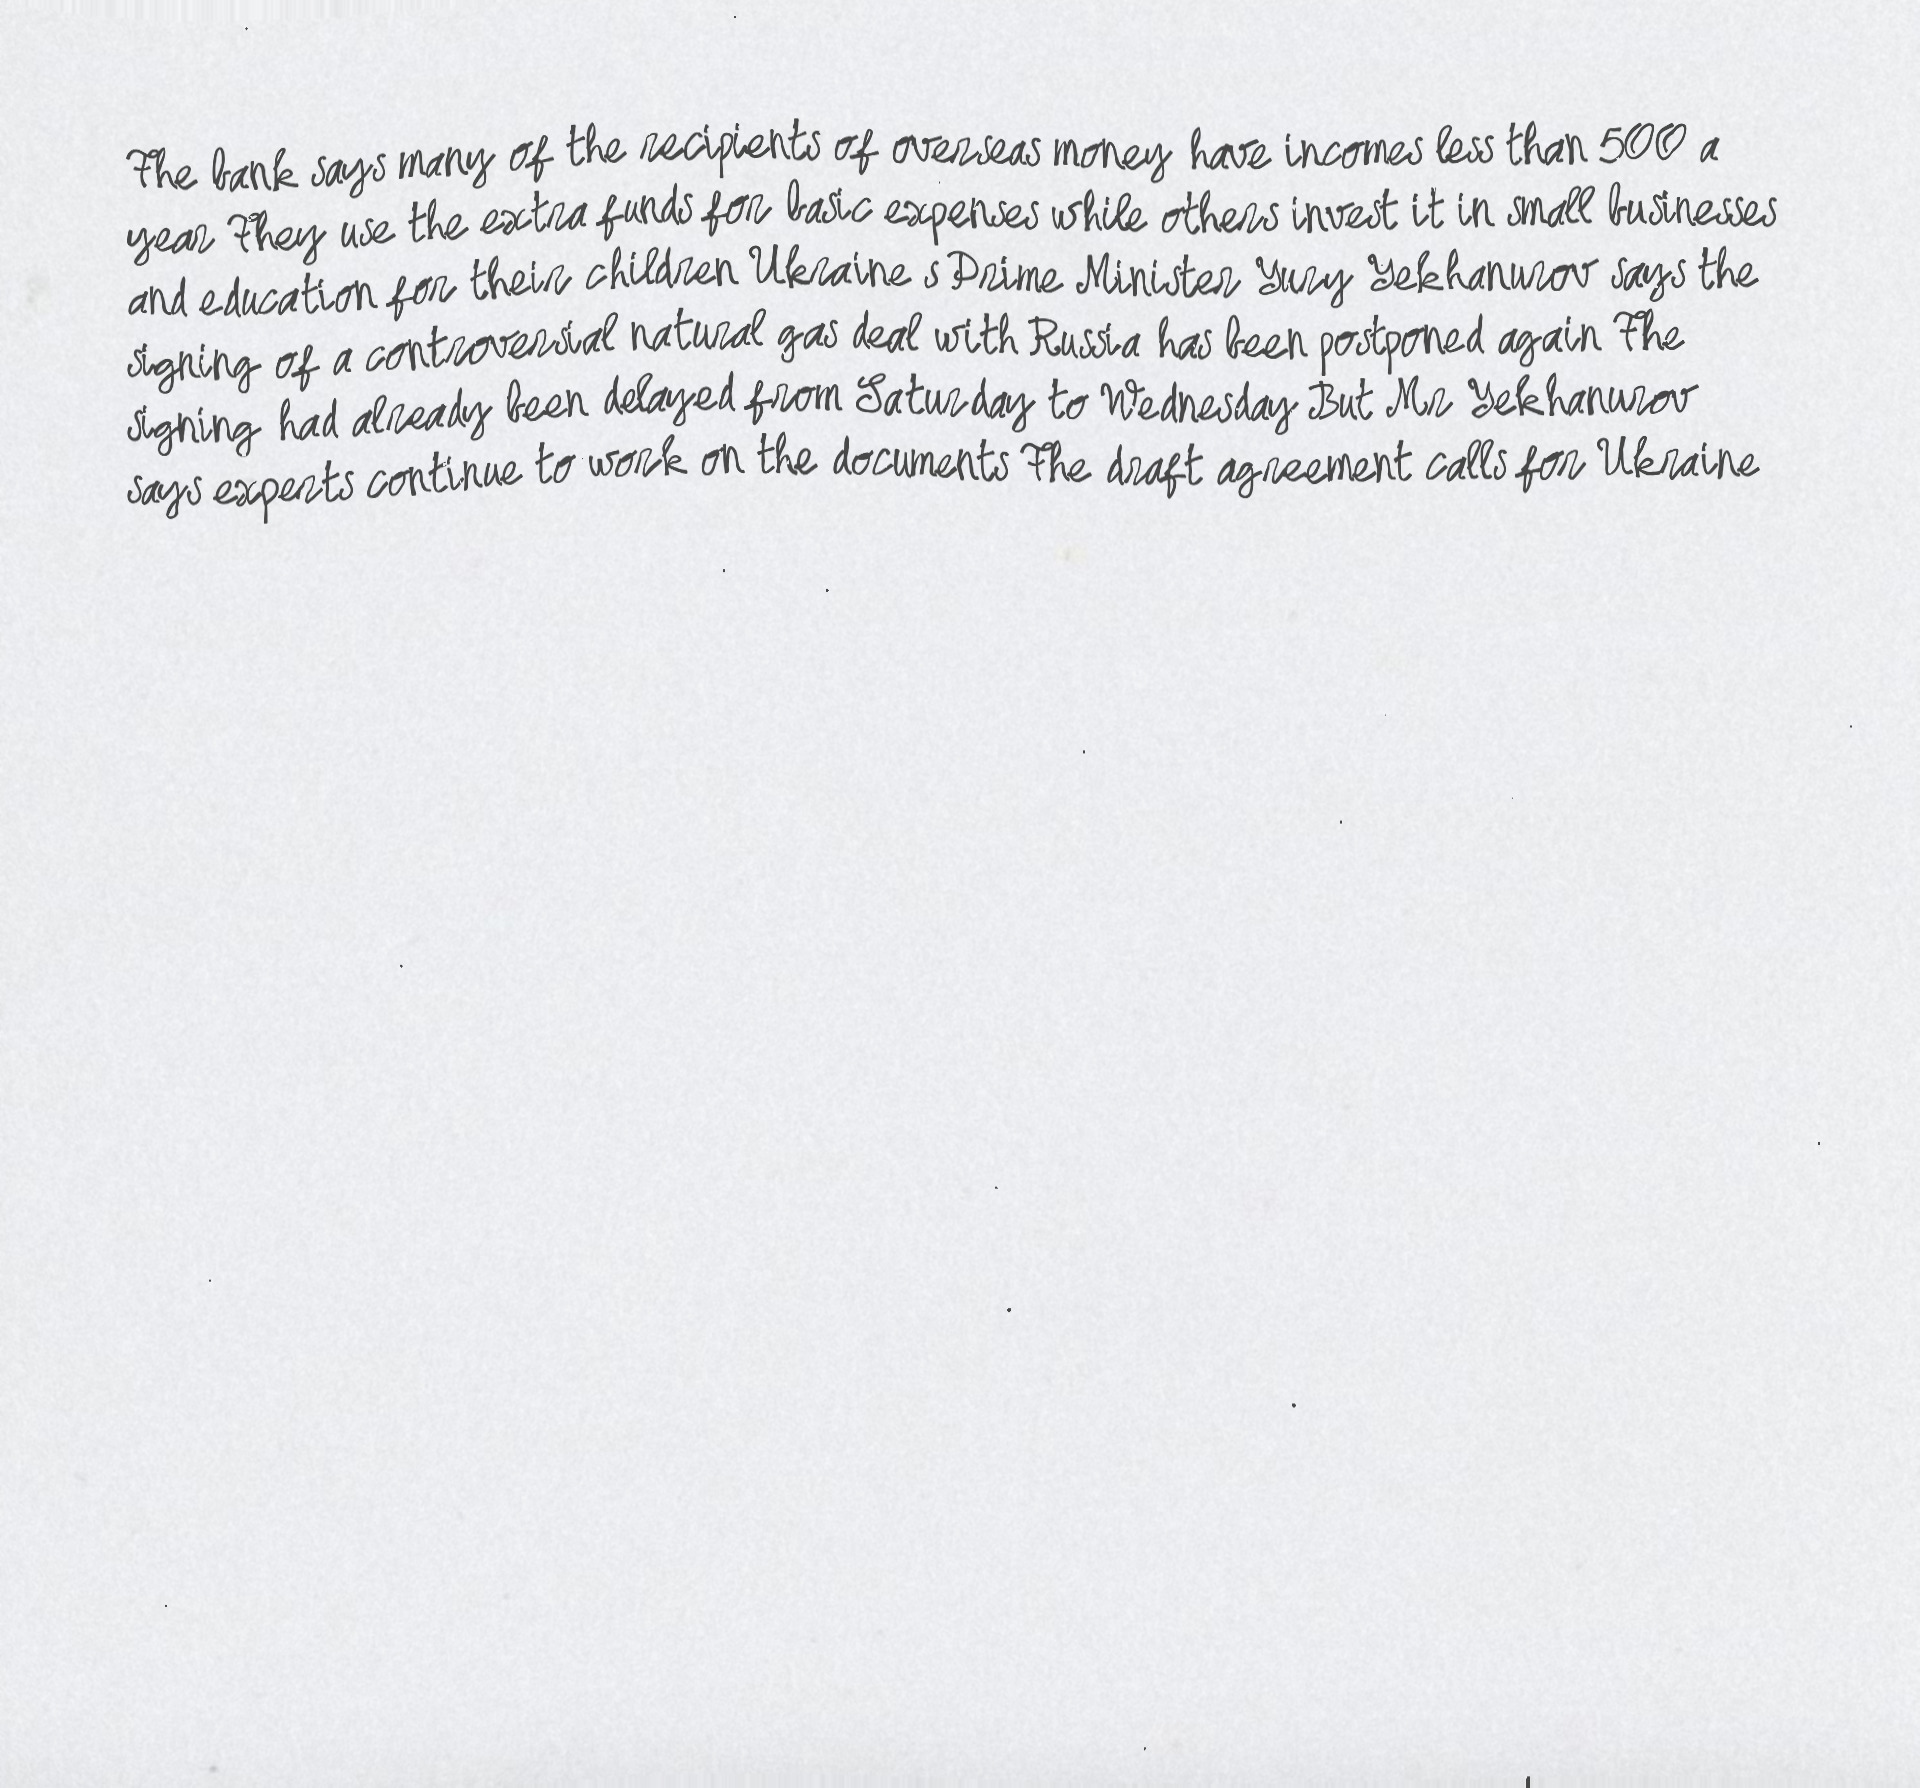 The bank says many of the recipients of overseas money have incomes less than 500 a
year They use the extra funds for basic expenses while others invest it in small businesses
and education for their children Ukraine s Prime Minister Yury Yekhanurov says the
signing of a controversial natural gas deal with Russia has been postponed again The
signing had already been delayed from Saturday to Wednesday But Mr Yekhanurov
says experts continue to work on the documents The draft agreement calls for Ukraine